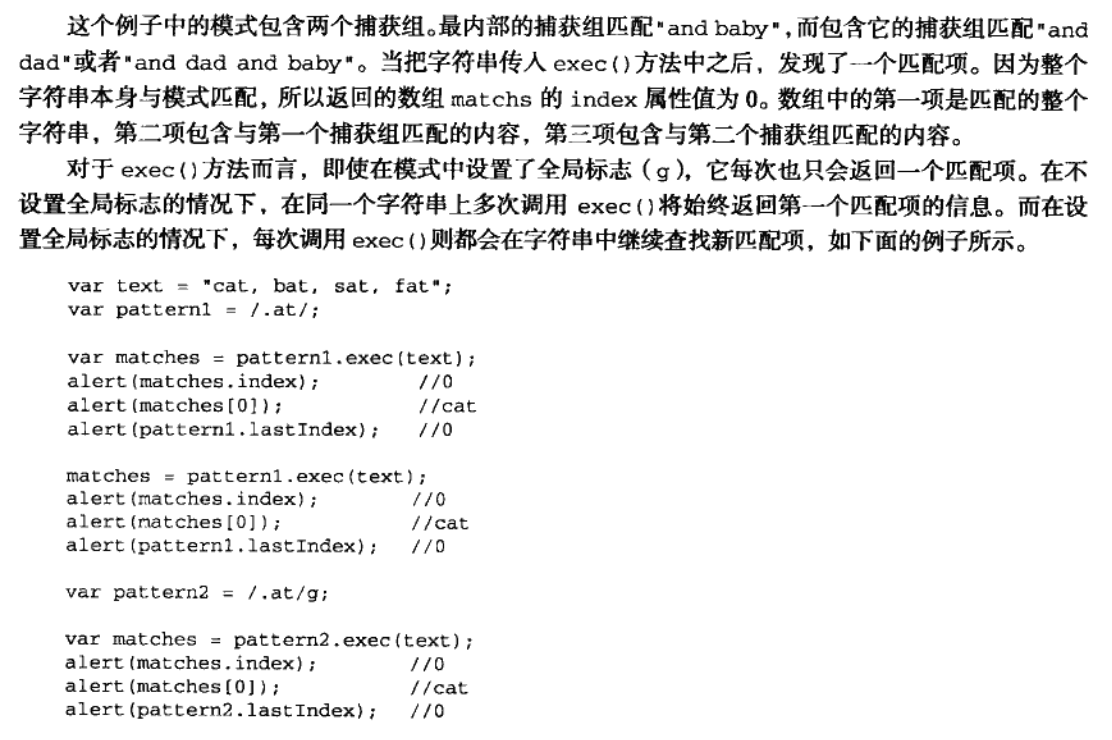 这个例子中的模式包含两个捕获组。最内部的捕获组匹配"and baby"，而包含它的捕获组匹配"and
dad"或者"and dad and baby"。当把字符串传入 exec()方法中之后，发现了一个匹配项。因为整个
字符串本身与模式匹配，所以返回的数组 matchs 的 index 属性值为 0。数组中的第一项是匹配的整个
字符串，第二项包含与第一个捕获组匹配的内容，第三项包含与第二个捕获组匹配的内容。
对于 exec()方法而言，即使在模式中设置了全局标志（g），它每次也只会返回一个匹配项。在不
设置全局标志的情况下，在同一个字符串上多次调用 exec()将始终返回第一个匹配项的信息。而在设
置全局标志的情况下，每次调用 exec()则都会在字符串中继续查找新匹配项，如下面的例子所示。
var text = "cat, bat, sat, fat";
var pattern1 = /.at/;
var matches = pattern1.exec(text);
alert(matches.index); //0
alert(matches[0]); //cat
alert(pattern1.lastIndex); //0
matches = pattern1.exec(text);
alert(matches.index); //0
alert(matches[0]); //cat
alert(pattern1.lastIndex); //0
var pattern2 = /.at/g;
var matches = pattern2.exec(text);
alert(matches.index); //0
alert(matches[0]); //cat
alert(pattern2.lastIndex); //0